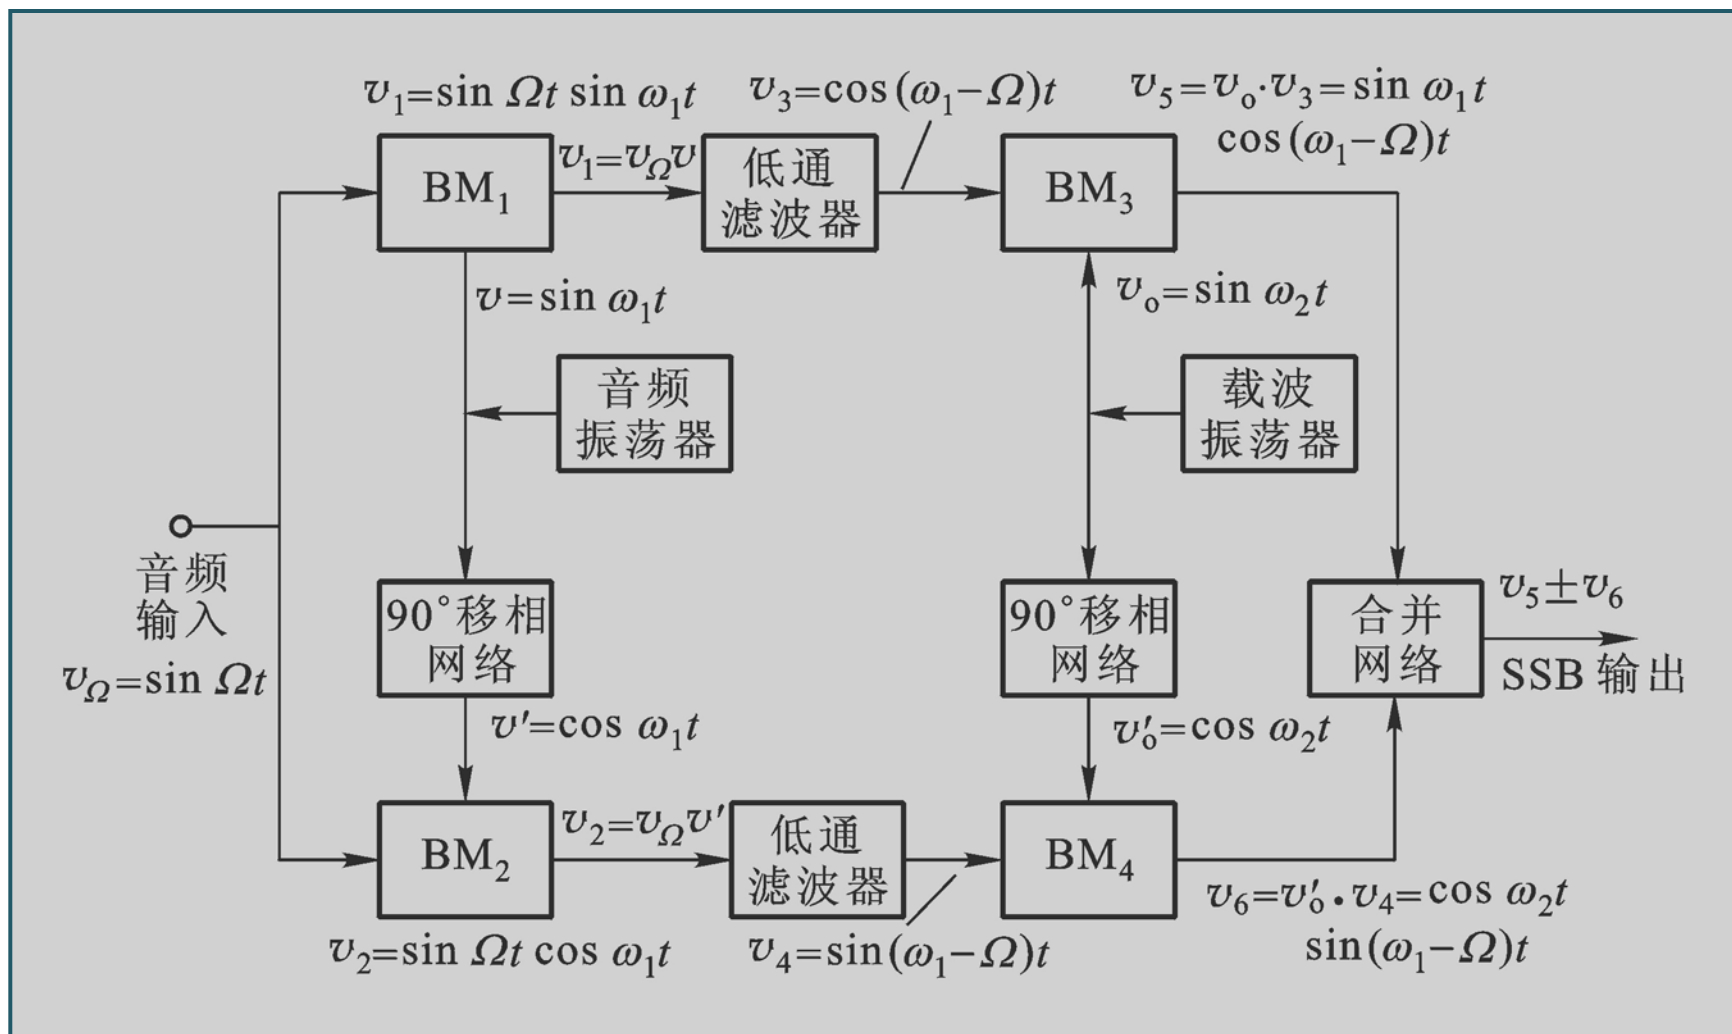 v₁=sin Ωt sin ω₁t
v₃=cos(ω₁−Ω)t
v₅=vₒ·v₃=sin ω₁t
cos(ω₁−Ω)t
BM₁
v₁=v_Ωv
低通
滤波器
BM₃
v=sin ω₁t
vₒ=sin ω₂t
音频
振荡器
载波
振荡器
音频
输入
v_Ω=sin Ωt
90°移相
网络
90°移相
网络
合并
网络
v₅±v₆
SSB 输出
v′=cos ω₁t
v′ₒ=cos ω₂t
BM₂
v₂=v_Ωv′
低通
滤波器
BM₄
v₂=sin Ωt cos ω₁t
v₄=sin(ω₁−Ω)t
v₆=v′ₒ·v₄=cos ω₂t
sin(ω₁−Ω)t